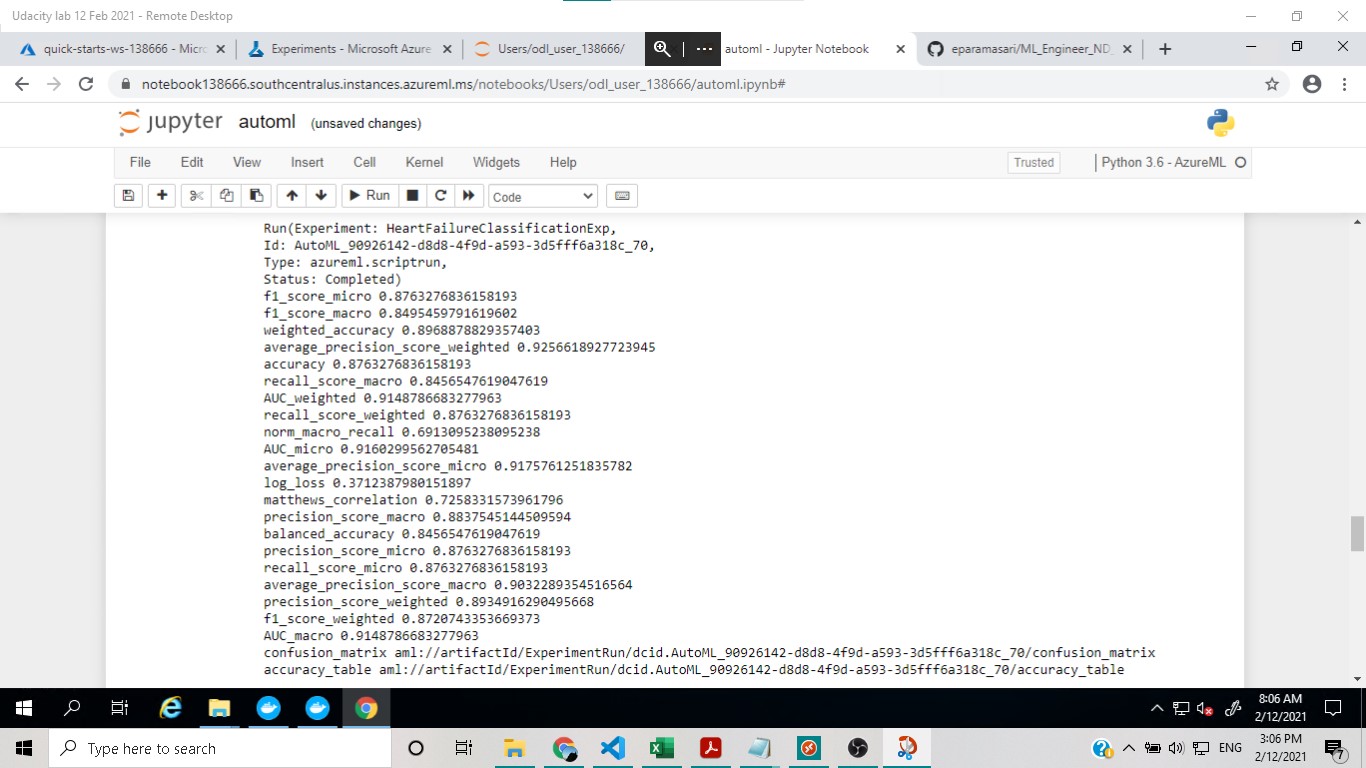 Udacity lab 12 Feb 2021 - Remote Desktop
quick-starts-ws-138666 - Micro
Experiments - Microsoft Azure
Users/odl_user_138666/
automl - Jupyter Notebook
eparamasari/ML_Engineer_ND_
notebook138666.southcentralus.instances.azureml.ms/notebooks/Users/odl_user_138666/automl.ipynb#
jupyter automl (unsaved changes)
File Edit View Insert Cell Kernel Widgets Help Trusted Python 3.6 - AzureML
Run Code
Run(Experiment: HeartFailureClassificationExp,
Id: AutoML_90926142-d8d8-4f9d-a593-3d5fff6a318c_70,
Type: azureml.scriptrun,
Status: Completed)
f1_score_micro 0.8763276836158193
f1_score_macro 0.8495459791619602
weighted_accuracy 0.8968878829357403
average_precision_score_weighted 0.9256618927723945
accuracy 0.8763276836158193
recall_score_macro 0.8456547619047619
AUC_weighted 0.9148786683277963
recall_score_weighted 0.8763276836158193
norm_macro_recall 0.6913095238095238
AUC_micro 0.9160299562705481
average_precision_score_micro 0.9175761251835782
log_loss 0.3712387980151897
matthews_correlation 0.7258331573961796
precision_score_macro 0.8837545144509594
balanced_accuracy 0.8456547619047619
precision_score_micro 0.8763276836158193
recall_score_micro 0.8763276836158193
average_precision_score_macro 0.9032289354516564
precision_score_weighted 0.8934916290495668
f1_score_weighted 0.8720743353669373
AUC_macro 0.9148786683277963
confusion_matrix aml://artifactId/ExperimentRun/dcid.AutoML_90926142-d8d8-4f9d-a593-3d5fff6a318c_70/confusion_matrix
accuracy_table aml://artifactId/ExperimentRun/dcid.AutoML_90926142-d8d8-4f9d-a593-3d5fff6a318c_70/accuracy_table
8:06 AM
2/12/2021
Type here to search
ENG
3:06 PM
2/12/2021
7